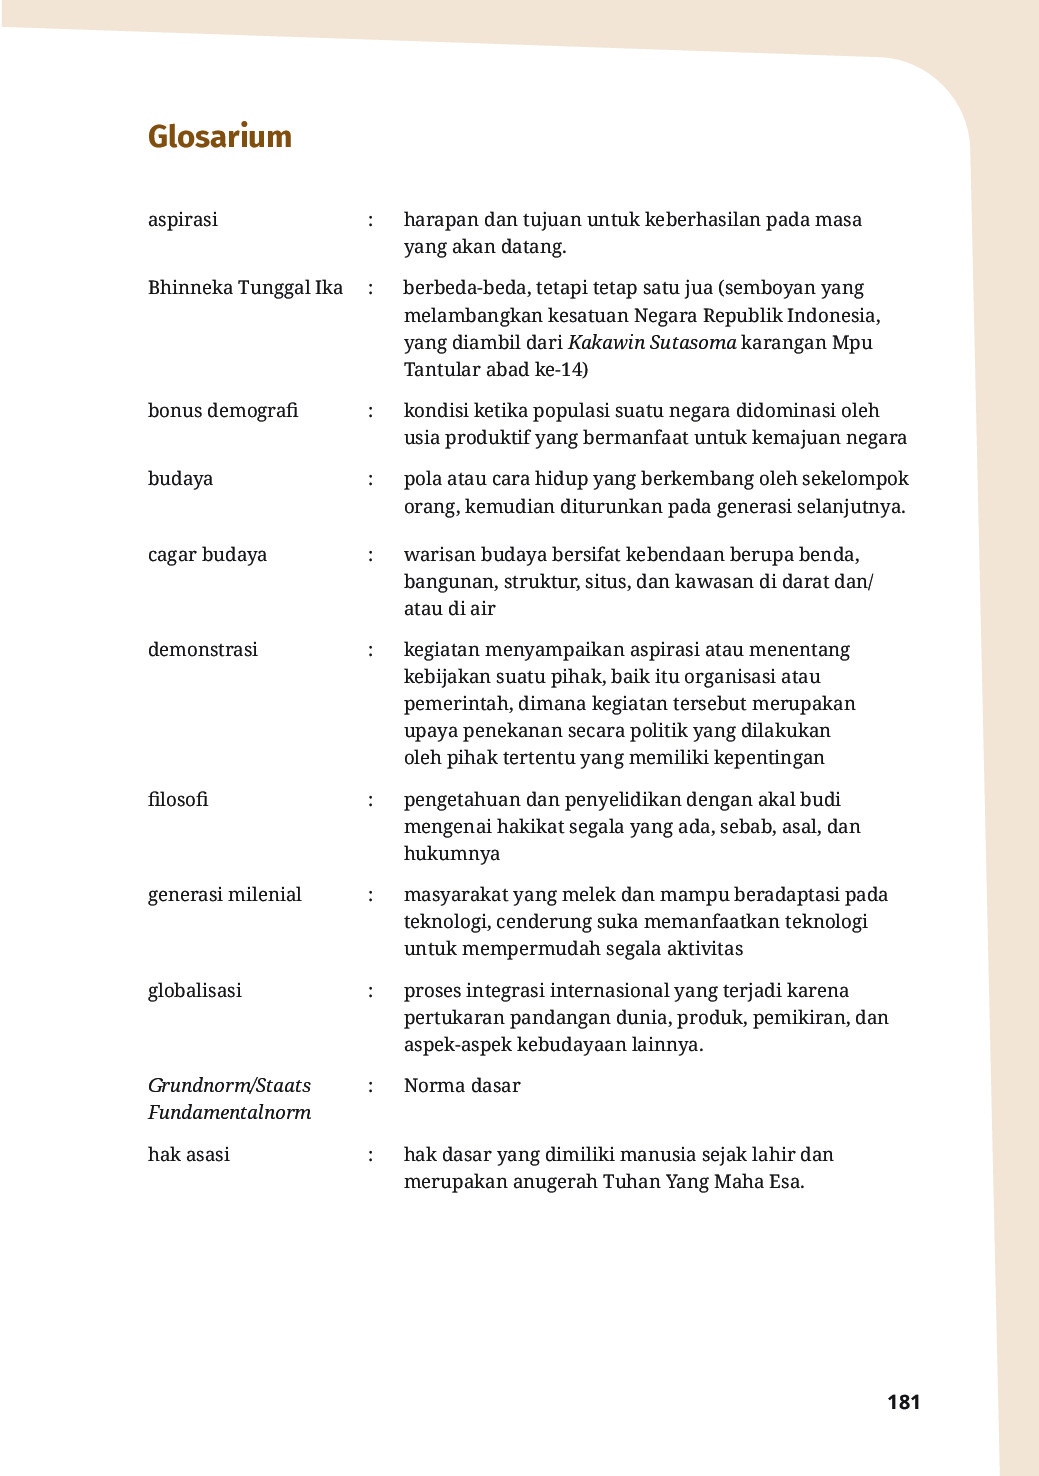 Glosarium
aspirasi : harapan dan tujuan untuk keberhasilan pada masa
yang akan datang.
Bhinneka Tunggal Ika : berbeda-beda, tetapi tetap satu jua (semboyan yang
melambangkan kesatuan Negara Republik Indonesia,
yang diambil dari Kakawin Sutasoma karangan Mpu
Tantular abad ke-14)
bonus demografi : kondisi ketika populasi suatu negara didominasi oleh
usia produktif yang bermanfaat untuk kemajuan negara
budaya : pola atau cara hidup yang berkembang oleh sekelompok
orang, kemudian diturunkan pada generasi selanjutnya.
cagar budaya : warisan budaya bersifat kebendaan berupa benda,
bangunan, struktur, situs, dan kawasan di darat dan/
atau di air
demonstrasi : kegiatan menyampaikan aspirasi atau menentang
kebijakan suatu pihak, baik itu organisasi atau
pemerintah, dimana kegiatan tersebut merupakan
upaya penekanan secara politik yang dilakukan
oleh pihak tertentu yang memiliki kepentingan
filosofi : pengetahuan dan penyelidikan dengan akal budi
mengenai hakikat segala yang ada, sebab, asal, dan
hukumnya
generasi milenial : masyarakat yang melek dan mampu beradaptasi pada
teknologi, cenderung suka memanfaatkan teknologi
untuk mempermudah segala aktivitas
globalisasi : proses integrasi internasional yang terjadi karena
pertukaran pandangan dunia, produk, pemikiran, dan
aspek-aspek kebudayaan lainnya.
Grundnorm/Staats : Norma dasar
Fundamentalnorm
hak asasi : hak dasar yang dimiliki manusia sejak lahir dan
merupakan anugerah Tuhan Yang Maha Esa.
181